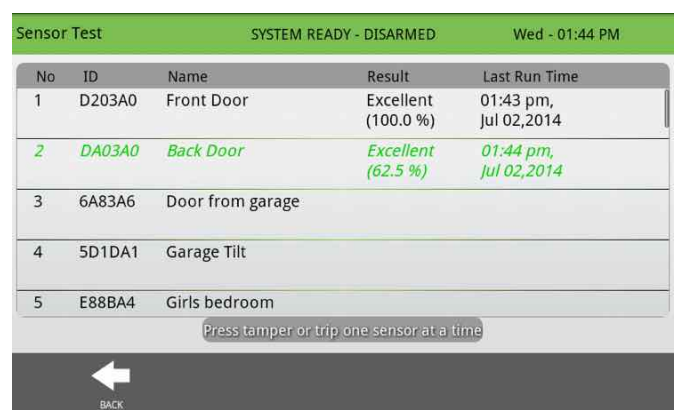 Sensor Test SYSTEM READY - DISARMED Wed - 01:44 PM
No ID Name Result Last Run Time
1 D203A0 Front Door Excellent 01:43 pm,
(100.0 %) Jul 02,2014
2 DA03A0 Back Door Excellent 01:44 pm,
(62.5 %) Jul 02,2014
3 6A83A6 Door from garage
4 5D1DA1 Garage Tilt
5 E88BA4 Girls bedroom
Press tamper or trip one sensor at a time
BACK